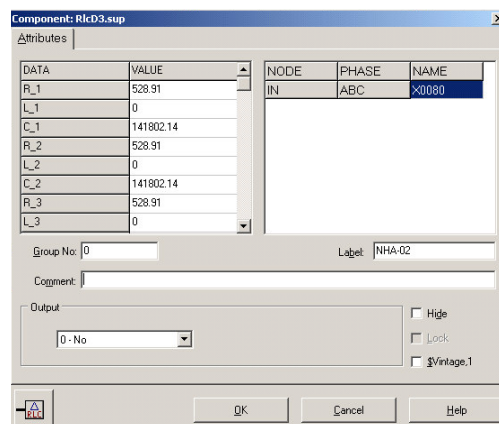 Component: RlcD3.sup
Attributes
DATA VALUE NODE PHASE NAME
R_1 528.91 IN ABC X0080
L_1 0
C_1 141802.14
R_2 528.91
L_2 0
C_2 141802.14
R_3 528.91
L_3 0
Group No: 0 Label: NHA-02
Comment:
Output
Hide
0 - No
Lock
$Vintage,1
RLC OK Cancel Help